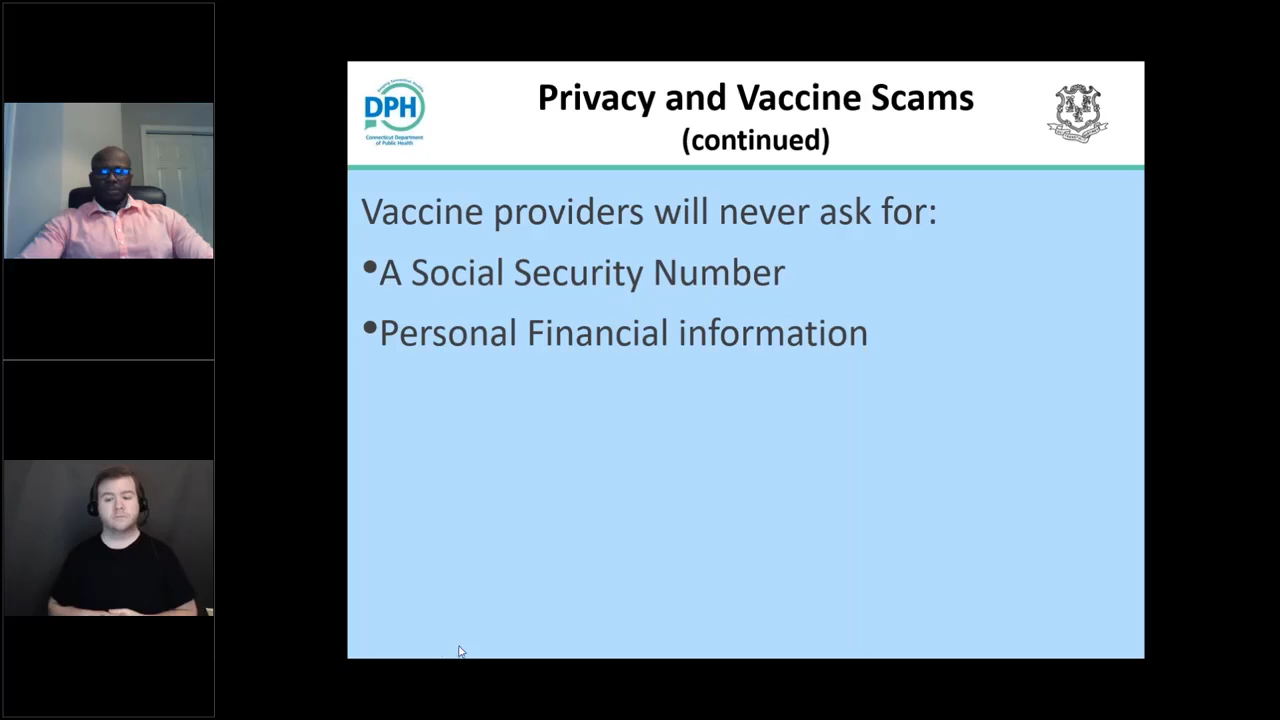 DPH
Connecticut Department
of Public Health
Privacy and Vaccine Scams
(continued)
Vaccine providers will never ask for:
•A Social Security Number
•Personal Financial information